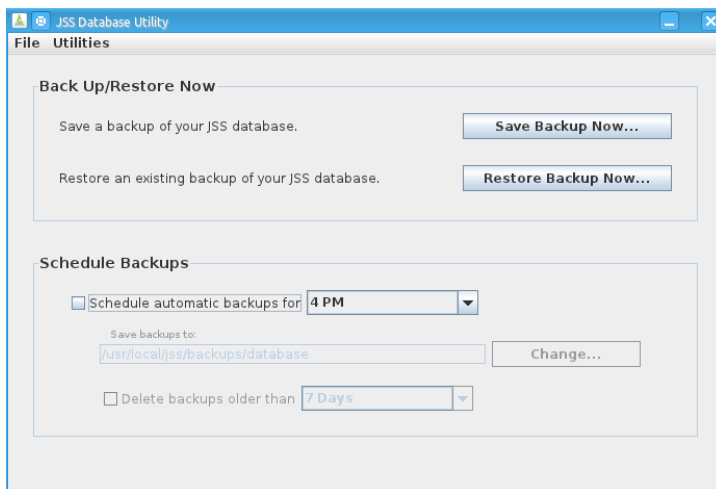 JSS Database Utility
File Utilities
Back Up/Restore Now
Save a backup of your JSS database.
Save Backup Now...
Restore an existing backup of your JSS database.
Restore Backup Now...
Schedule Backups
Schedule automatic backups for 4 PM
Save backups to:
/usr/local/jss/backups/database
Change...
Delete backups older than 7 Days